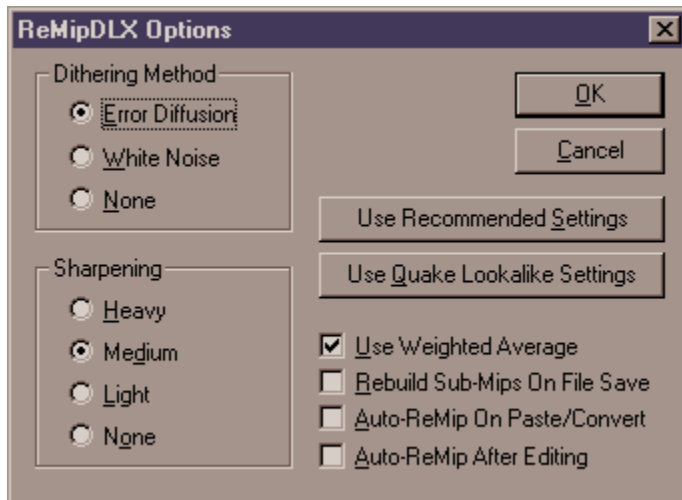 ReMipDLX Options
Dithering Method
Error Diffusion
White Noise
None
Sharpening
Heavy
Medium
Light
None
OK
Cancel
Use Recommended Settings
Use Quake Lookalike Settings
Use Weighted Average
Rebuild Sub-Mips On File Save
Auto-ReMip On Paste/Convert
Auto-ReMip After Editing